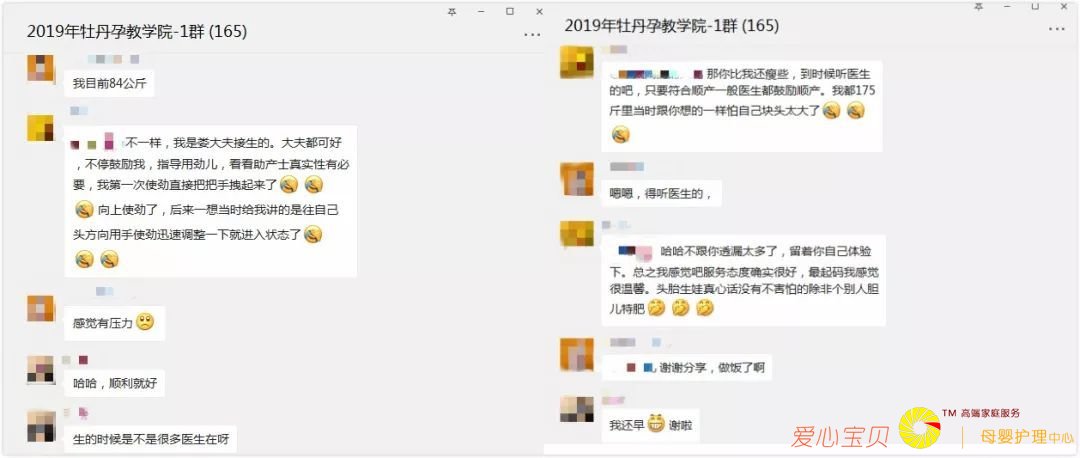 2019年牡丹孕教学院-1群 (165)
我目前84公斤
不一样，我是娄大夫接生的。大夫都可好
，不停鼓励我，指导用劲儿，看看助产士真实性有必
要，我第一次使劲直接把把手拽起来了
向上使劲了，后来一想当时给我讲的是往自己
头方向用手使劲迅速调整一下就进入状态了
感觉有压力
哈哈，顺利就好
生的时候是不是很多医生在呀
2019年牡丹孕教学院-1群 (165)
那你比我还瘦些，到时候听医生
的吧，只要符合顺产一般医生都鼓励顺产。我都175
斤里当时跟你想的一样怕自己块头太大了
嗯嗯，得听医生的，
哈哈不跟你透漏太多了，留着你自己体验
下。总之我感觉吧服务态度确实很好，最起码我感觉
很温馨。头胎生娃真心话没有不害怕的除非个别人胆
儿特肥
谢谢分享，做饭了啊
我还早 谢啦
爱心宝贝 TM 高端家庭服务
母婴护理中心